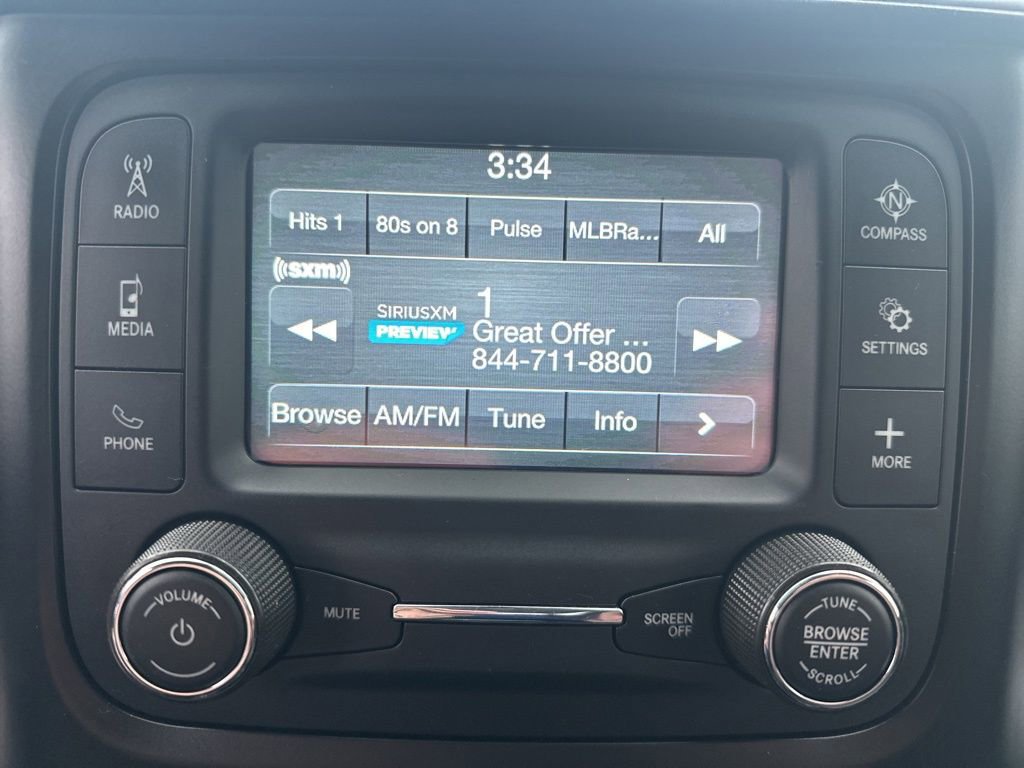 3:34
Hits 1 80s on 8 Pulse MLBRa... All
((sxm))
SIRIUSXM 1
PREVIEW Great Offer ...
844-711-8800
Browse AM/FM Tune Info >
RADIO
MEDIA
PHONE
N
COMPASS
SETTINGS
+
MORE
VOLUME
MUTE
SCREEN
OFF
TUNE
BROWSE
ENTER
SCROLL